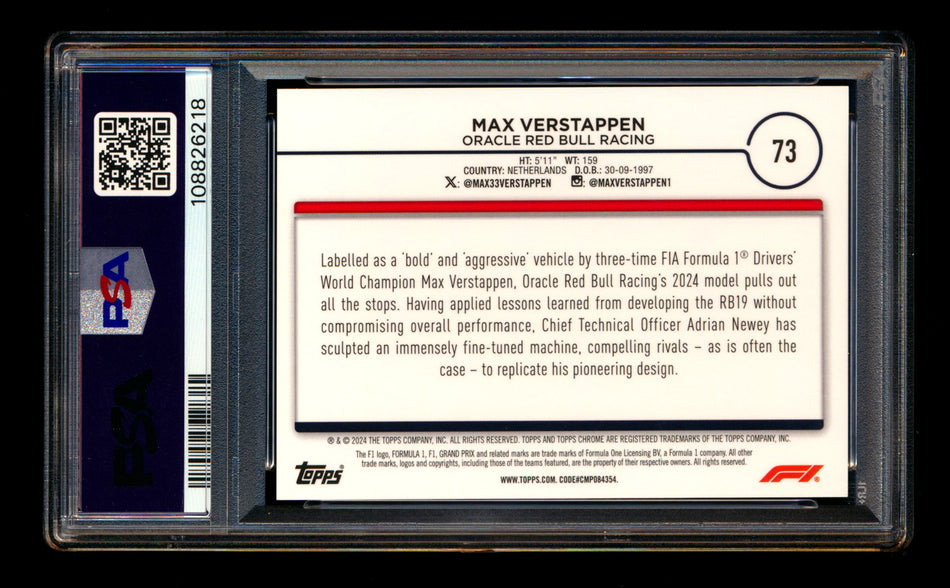 108826218
PSA
PSA
MAX VERSTAPPEN
ORACLE RED BULL RACING
73
HT: 5'11" WT: 159
COUNTRY: NETHERLANDS D.O.B.: 30-09-1997
X: @MAX33VERSTAPPEN @MAXVERSTAPPEN1
Labelled as a 'bold' and 'aggressive' vehicle by three-time FIA Formula 1® Drivers'
World Champion Max Verstappen, Oracle Red Bull Racing's 2024 model pulls out
all the stops. Having applied lessons learned from developing the RB19 without
compromising overall performance, Chief Technical Officer Adrian Newey has
sculpted an immensely fine-tuned machine, compelling rivals – as is often the
case – to replicate his pioneering design.
® & © 2024 THE TOPPS COMPANY, INC. ALL RIGHTS RESERVED. TOPPS AND TOPPS CHROME ARE REGISTERED TRADEMARKS OF THE TOPPS COMPANY, INC.
The F1 logo, FORMULA 1, F1, GRAND PRIX and related marks are trade marks of Formula One Licensing BV, a Formula 1 company. All other
trade marks, logos and copyrights, including those of the teams featured, are the property of their respective owners. All rights reserved.
Topps
WWW.TOPPS.COM. CODE#CMP084354.
F1